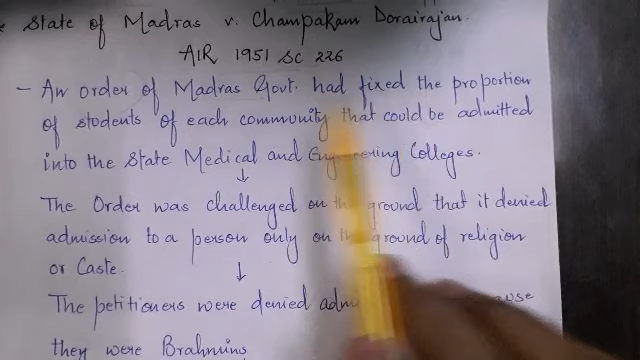 State of Madras v. Champakam Dorairajan.
AIR 1951 SC 226
- An order of Madras Govt. had fixed the proportion
of students of each community that could be admitted
into the State Medical and Engineering Colleges.
↓
The Order was challenged on the ground that it denied
admission to a person only on the ground of religion
or Caste.
↓
The petitioners were denied
they were Brahmins